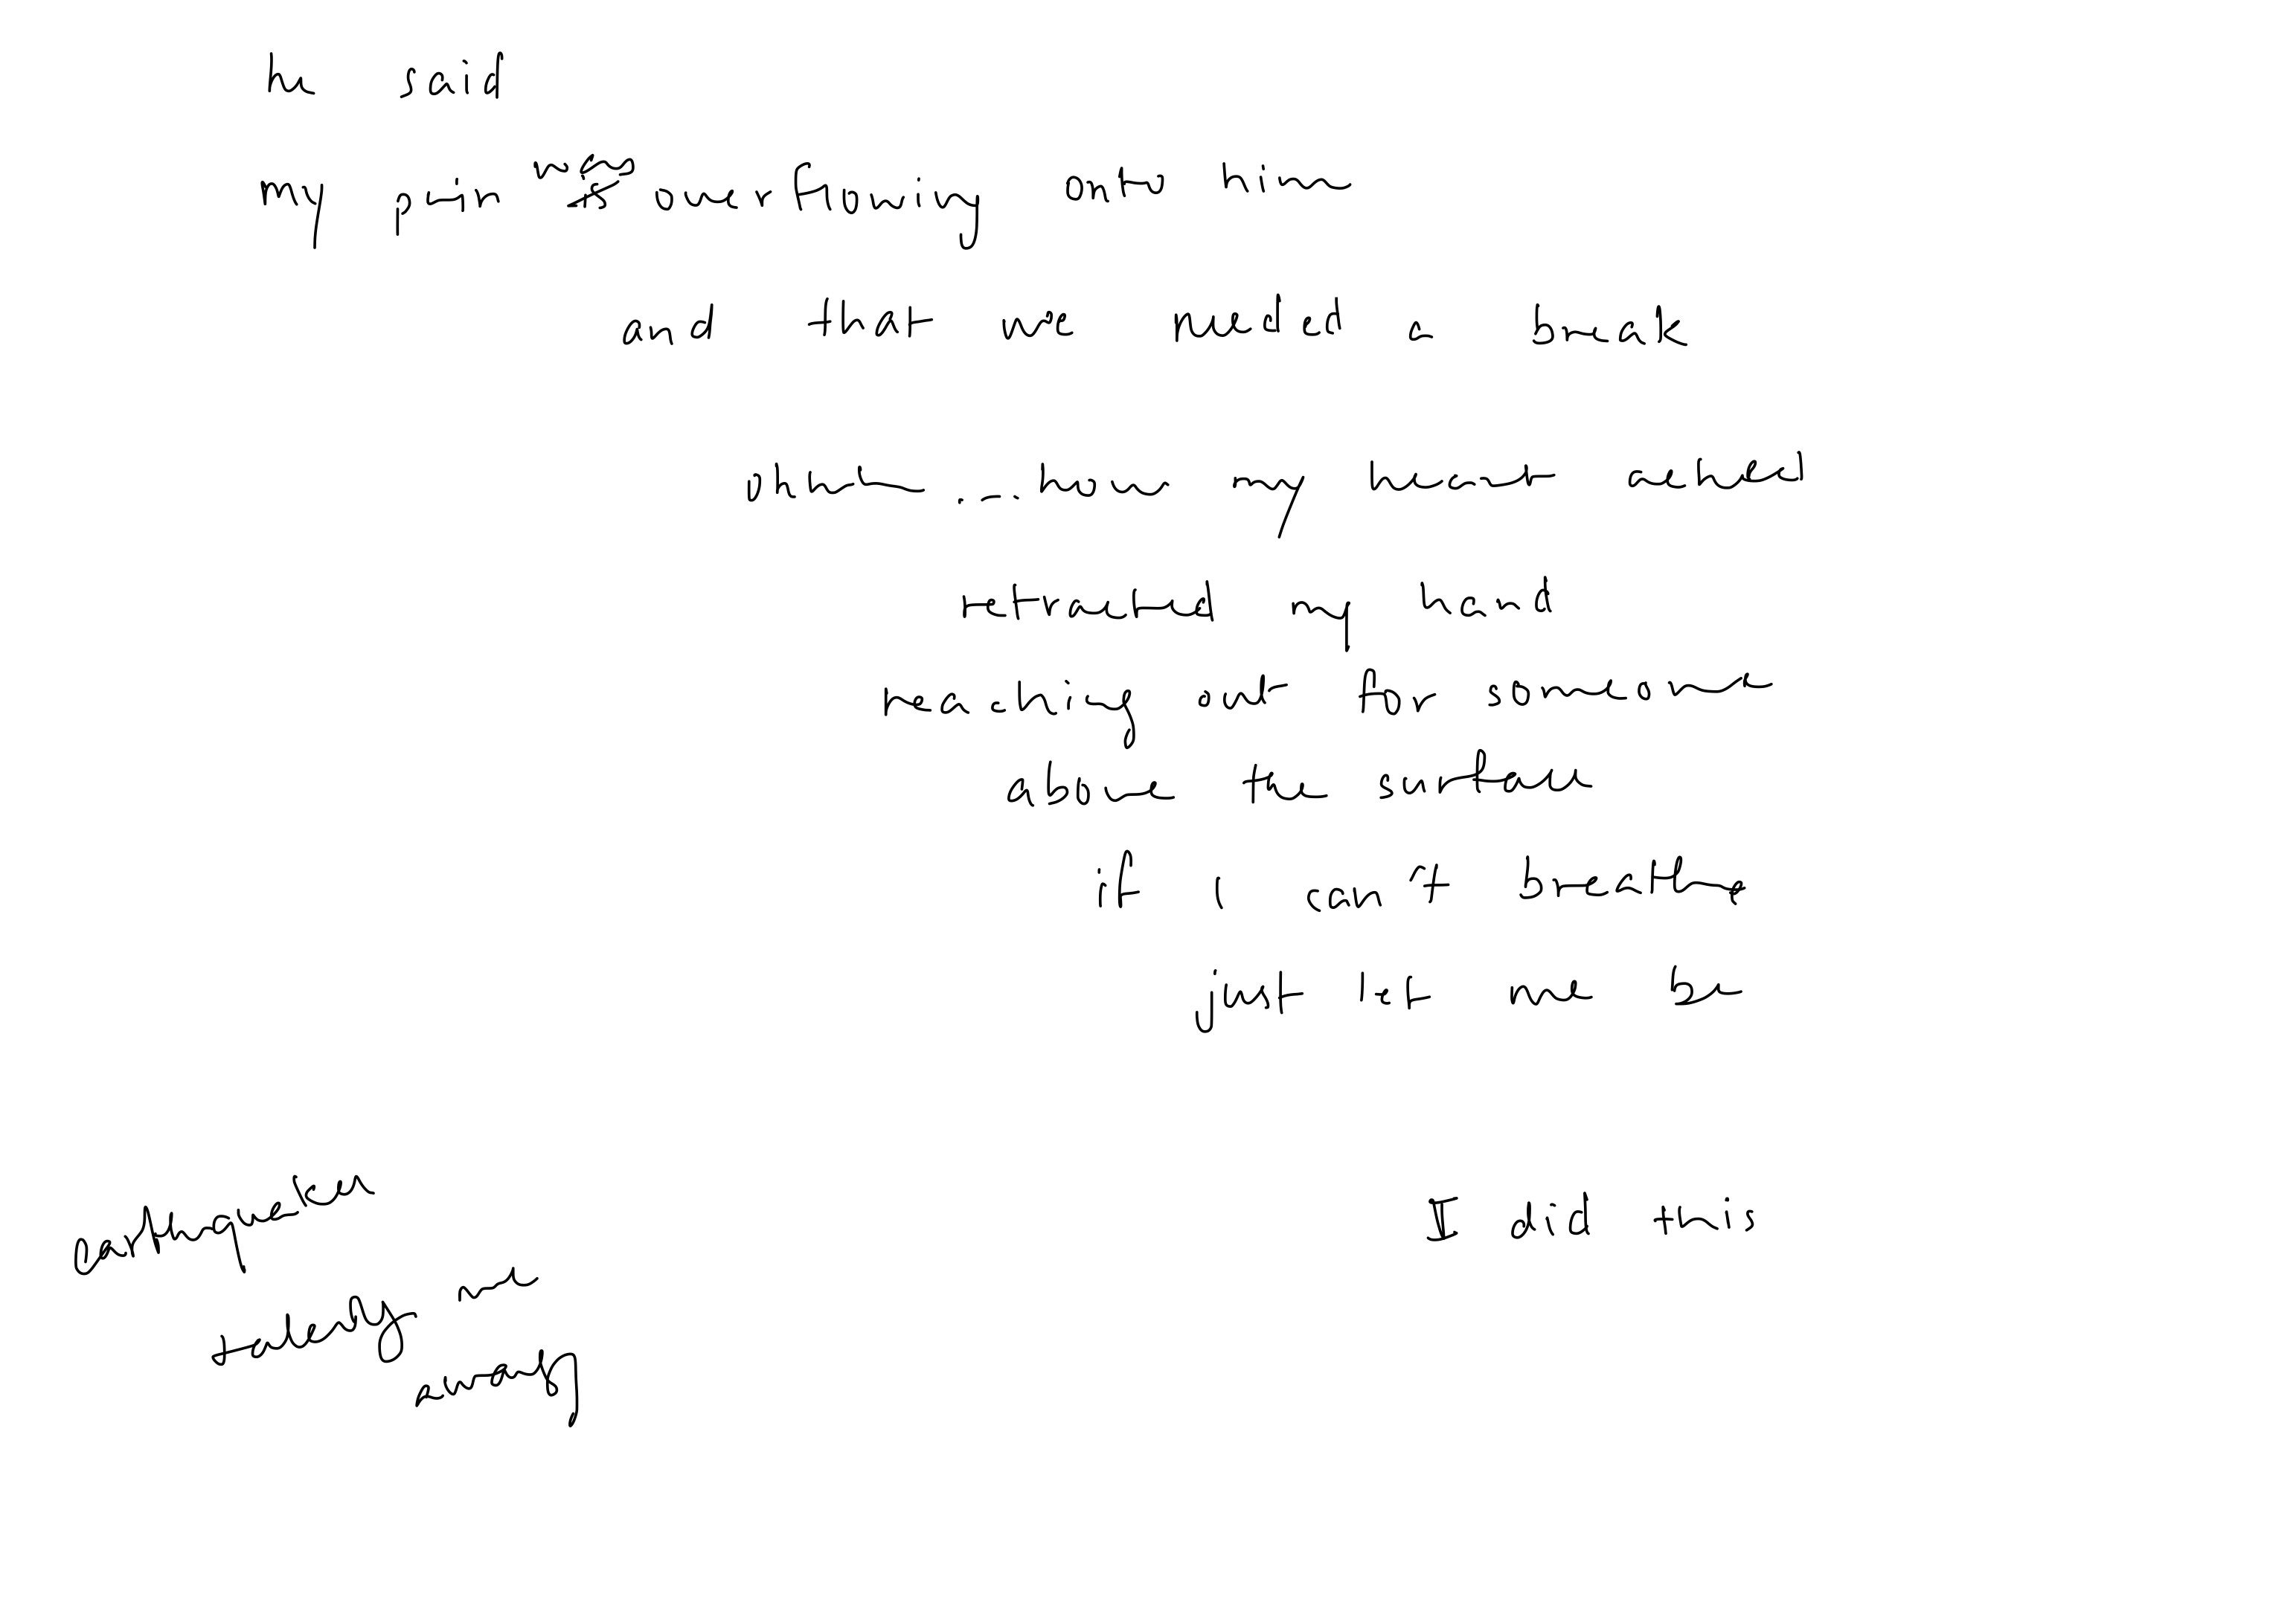 he said
my pain was overflowing onto him
and that we needed a break
ohhh ... how my heart ached
retracted my hand
reaching out for someone
above the surface
if i can't breathe
just let me be
I did this
earthquakes
taking me
away